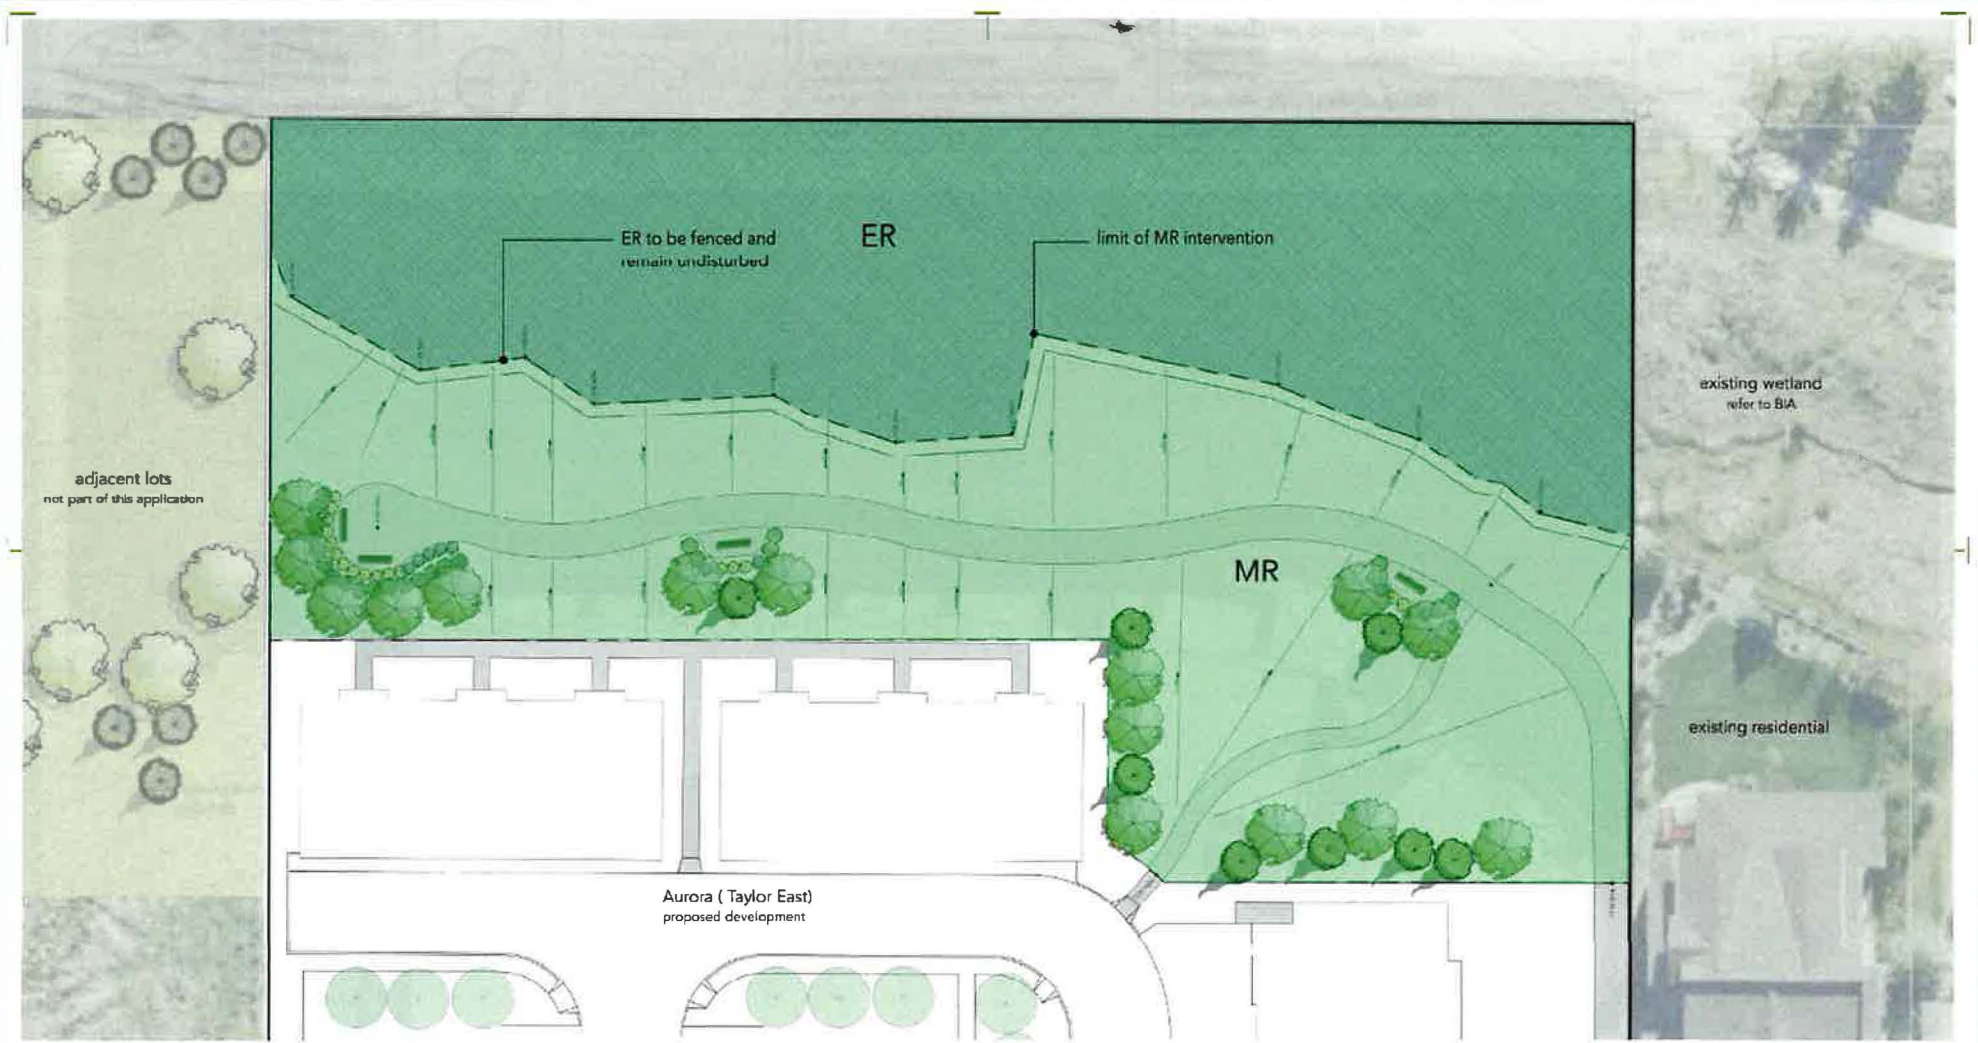 ER to be fenced and
remain undisturbed
ER
limit of MR intervention
existing wetland
refer to BIA
adjacent lots
not part of this application
MR
existing residential
Aurora ( Taylor East)
proposed development